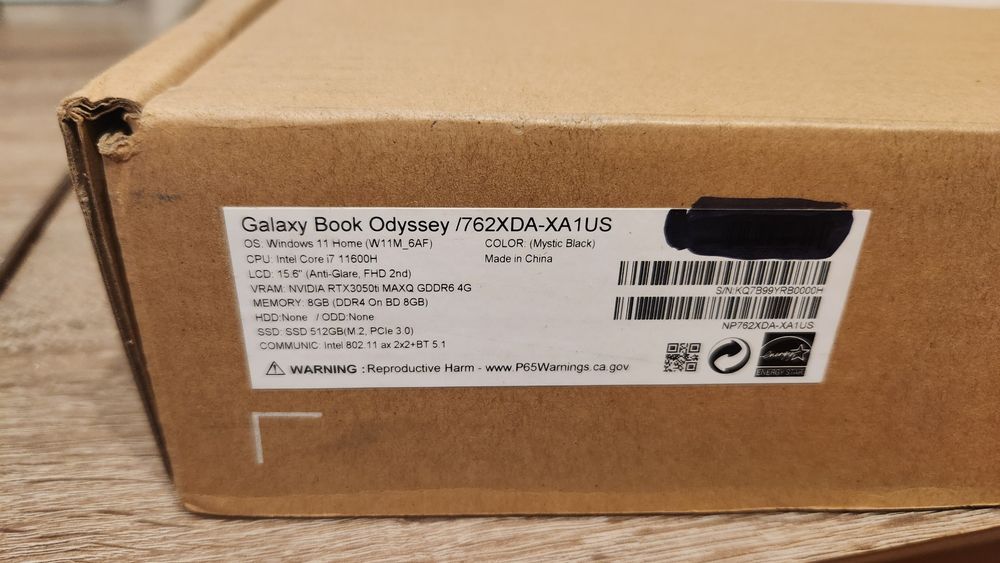 Galaxy Book Odyssey /762XDA-XA1US
OS: Windows 11 Home (W11M_6AF)
COLOR: (Mystic Black)
CPU: Intel Core i7 11600H
Made in China
LCD: 15.6" (Anti-Glare, FHD 2nd)
VRAM: NVIDIA RTX3050ti MAXQ GDDR6 4G
MEMORY: 8GB (DDR4 On BD 8GB)
HDD:None / ODD:None
SSD: SSD 512GB(M.2, PCIe 3.0)
COMMUNIC: Intel 802.11 ax 2x2+BT 5.1
WARNING : Reproductive Harm - www.P65Warnings.ca.gov
S/N:KQ7B99YRB0000H
NP762XDA-XA1US
energy
ENERGY STAR